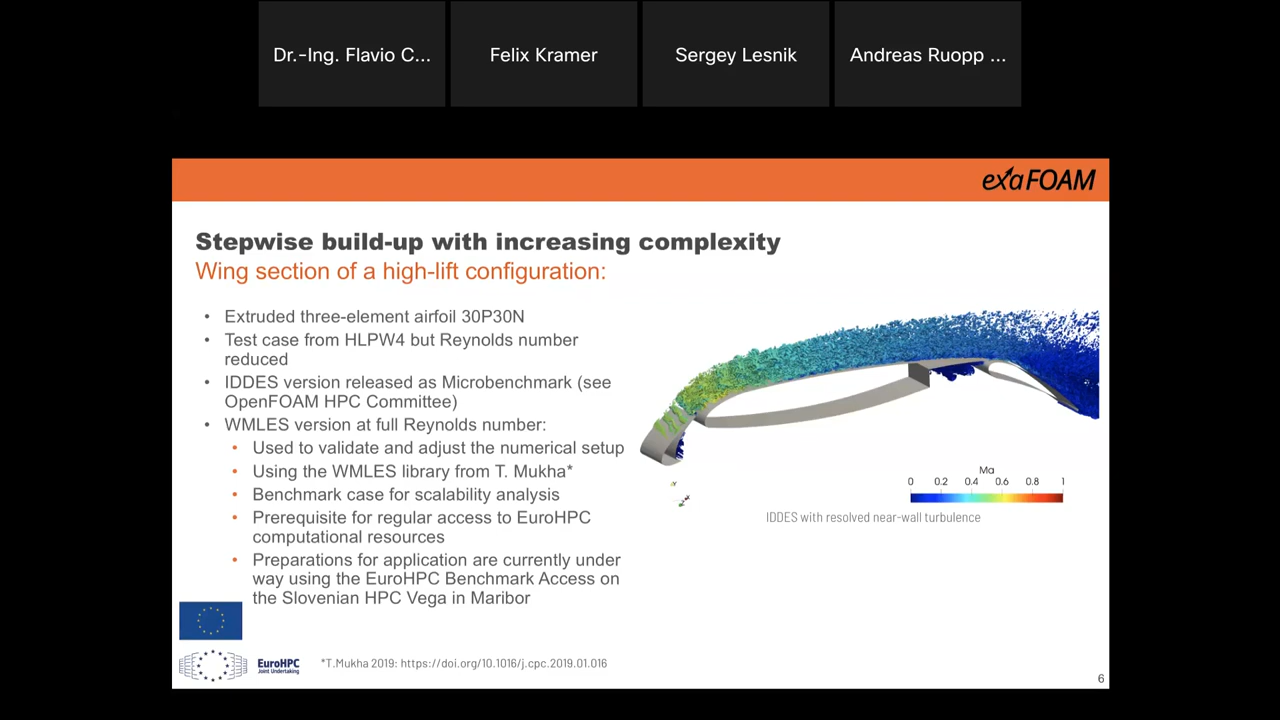 Dr.-Ing. Flavio C...
Felix Kramer
Sergey Lesnik
Andreas Ruopp ...
exaFOAM
Stepwise build-up with increasing complexity
Wing section of a high-lift configuration:
• Extruded three-element airfoil 30P30N
• Test case from HLPW4 but Reynolds number
reduced
• IDDES version released as Microbenchmark (see
OpenFOAM HPC Committee)
• WMLES version at full Reynolds number:
• Used to validate and adjust the numerical setup
• Using the WMLES library from T. Mukha*
• Benchmark case for scalability analysis
• Prerequisite for regular access to EuroHPC
computational resources
• Preparations for application are currently under
way using the EuroHPC Benchmark Access on
the Slovenian HPC Vega in Maribor
Ma
0 0.2 0.4 0.6 0.8 1
IDDES with resolved near-wall turbulence
EuroHPC
Joint Undertaking
*T.Mukha 2019: https://doi.org/10.1016/j.cpc.2019.01.016
6